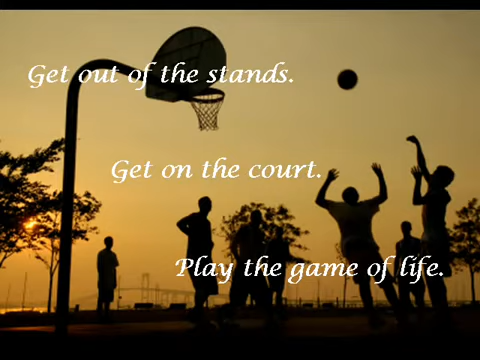 Get out of the stands.
Get on the court.
Play the game of life.